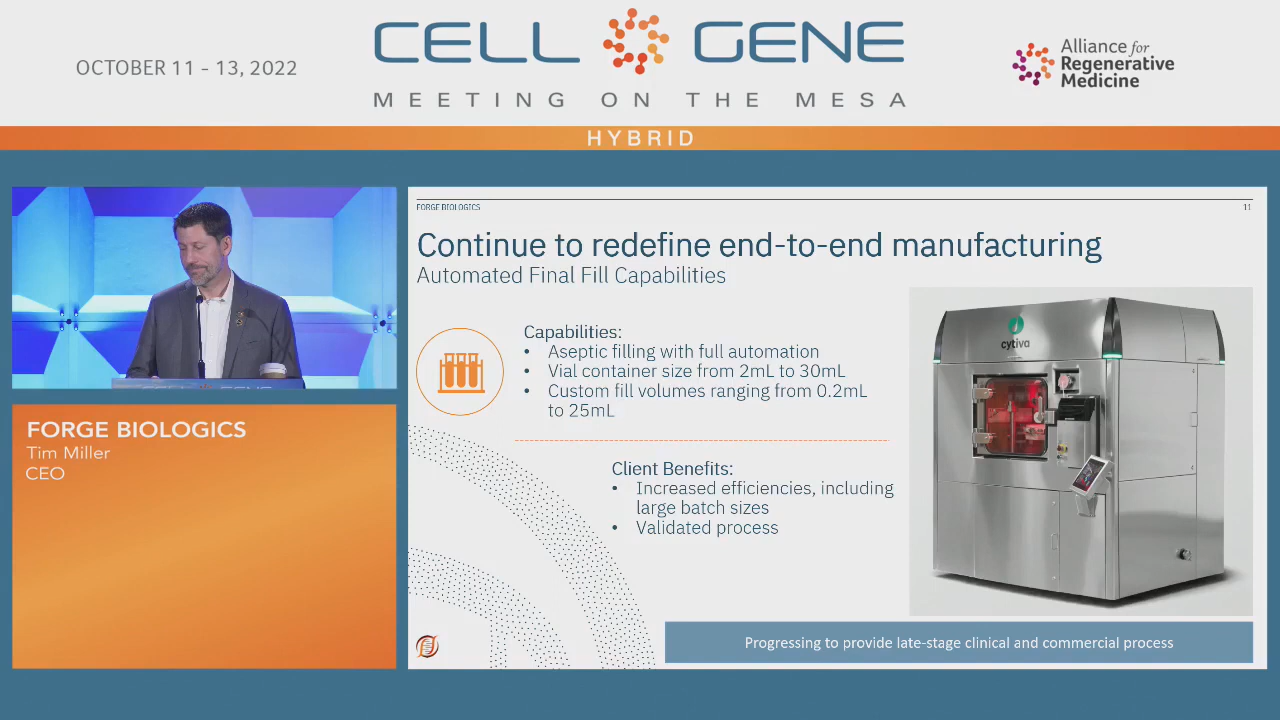 OCTOBER 11 - 13, 2022
CELL GENE
MEETING ON THE MESA
Alliance for
Regenerative
Medicine
HYBRID
FORGE BIOLOGICS
11
Continue to redefine end-to-end manufacturing
Automated Final Fill Capabilities
Capabilities:
• Aseptic filling with full automation
• Vial container size from 2mL to 30mL
• Custom fill volumes ranging from 0.2mL
to 25mL
Client Benefits:
• Increased efficiencies, including
large batch sizes
• Validated process
cytiva
Progressing to provide late-stage clinical and commercial process
FORGE BIOLOGICS
Tim Miller
CEO